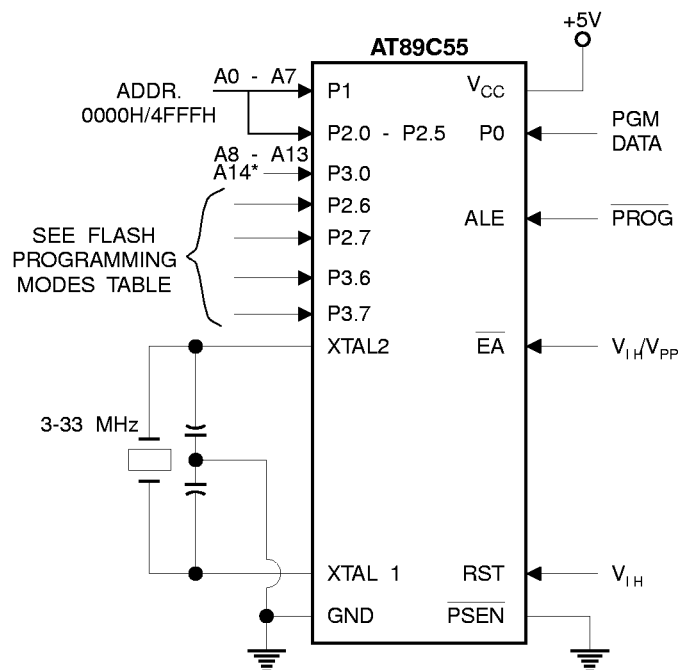 +5V
AT89C55
A0 - A7
ADDR.
0000H/4FFFH
P1
VCC
P2.0 - P2.5
P0
PGM
DATA
A8 - A13
A14*
P3.0
P2.6
ALE
PROG
SEE FLASH
PROGRAMMING
MODES TABLE
P2.7
P3.6
P3.7
XTAL2
EA
VIH/VPP
3-33 MHz
XTAL 1
RST
VIH
GND
PSEN